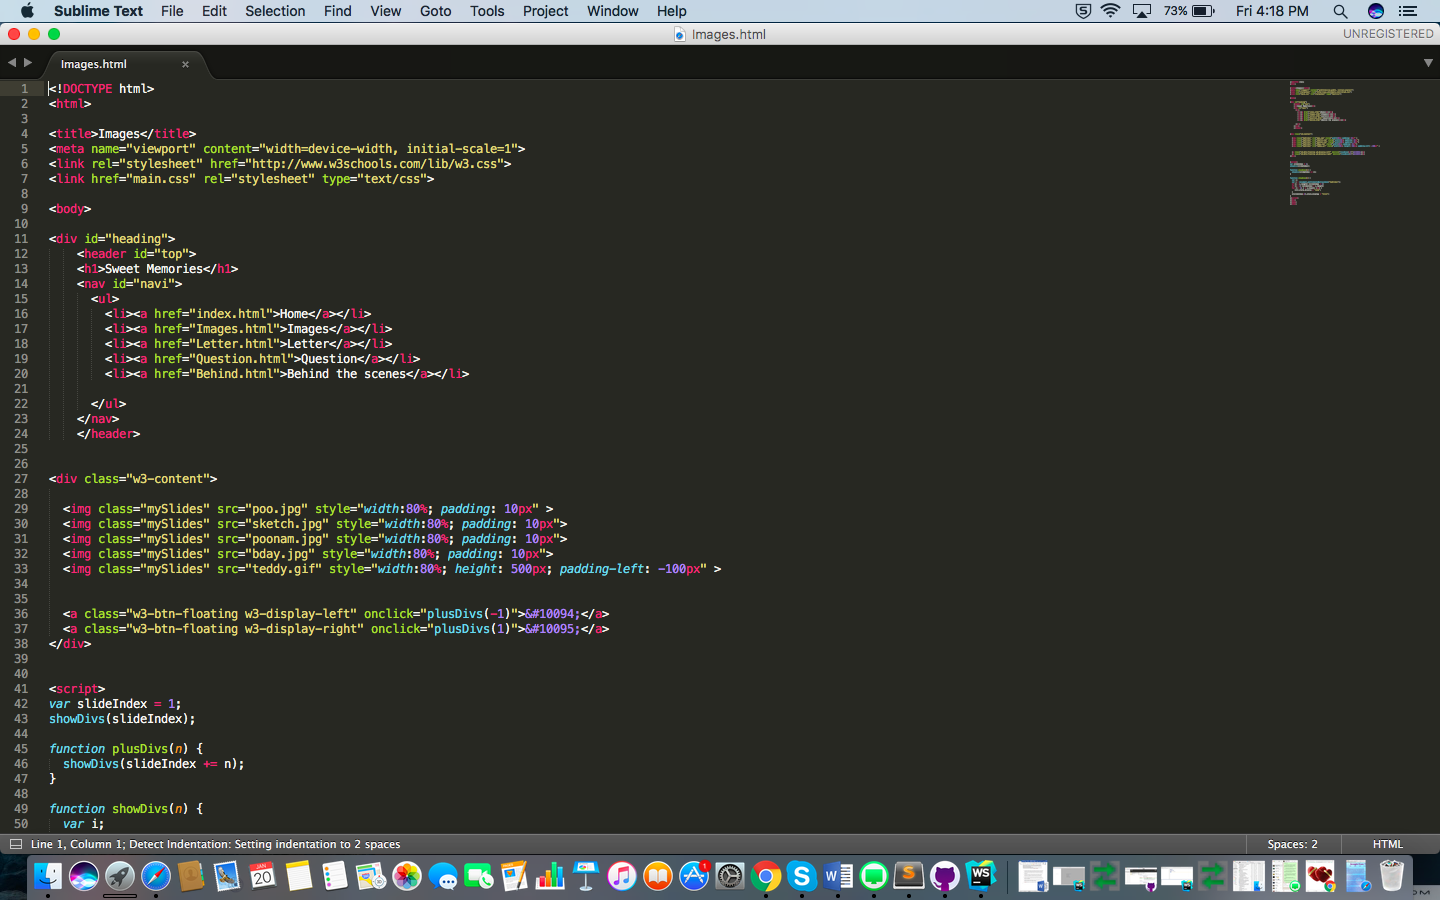 Sublime Text File Edit Selection Find View Goto Tools Project Window Help 73% Fri 4:18 PM
Images.html UNREGISTERED
Images.html
1 <!DOCTYPE html>
2 <html>
3
4 <title>Images</title>
5 <meta name="viewport" content="width=device-width, initial-scale=1">
6 <link rel="stylesheet" href="http://www.w3schools.com/lib/w3.css">
7 <link href="main.css" rel="stylesheet" type="text/css">
8
9 <body>
10
11 <div id="heading">
12 <header id="top">
13 <h1>Sweet Memories</h1>
14 <nav id="navi">
15 <ul>
16 <li><a href="index.html">Home</a></li>
17 <li><a href="Images.html">Images</a></li>
18 <li><a href="Letter.html">Letter</a></li>
19 <li><a href="Question.html">Question</a></li>
20 <li><a href="Behind.html">Behind the scenes</a></li>
21
22 </ul>
23 </nav>
24 </header>
25
26
27 <div class="w3-content">
28
29 <img class="mySlides" src="poo.jpg" style="width:80%; padding: 10px" >
30 <img class="mySlides" src="sketch.jpg" style="width:80%; padding: 10px">
31 <img class="mySlides" src="poonam.jpg" style="width:80%; padding: 10px">
32 <img class="mySlides" src="bday.jpg" style="width:80%; padding: 10px">
33 <img class="mySlides" src="teddy.gif" style="width:80%; height: 500px; padding-left: -100px" >
34
35
36 <a class="w3-btn-floating w3-display-left" onclick="plusDivs(-1)">&#10094;</a>
37 <a class="w3-btn-floating w3-display-right" onclick="plusDivs(1)">&#10095;</a>
38 </div>
39
40
41 <script>
42 var slideIndex = 1;
43 showDivs(slideIndex);
44
45 function plusDivs(n) {
46 showDivs(slideIndex += n);
47 }
48
49 function showDivs(n) {
50 var i;
Line 1, Column 1; Detect Indentation: Setting indentation to 2 spaces Spaces: 2 HTML
JAN
20
1
W
S
WS